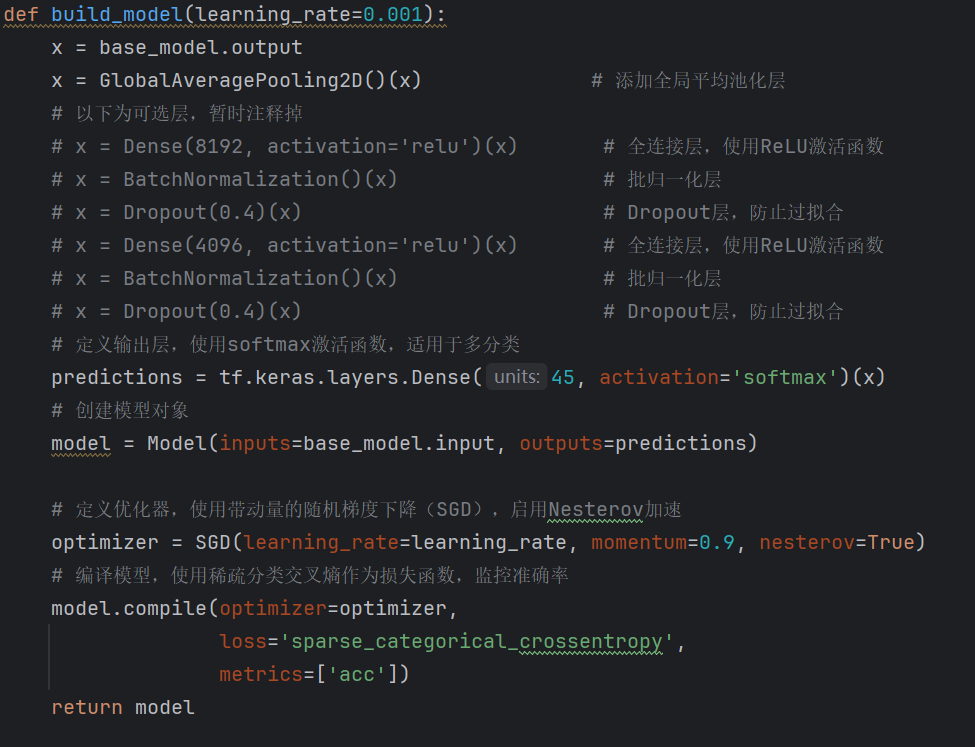 def build_model(learning_rate=0.001):
    x = base_model.output
    x = GlobalAveragePooling2D()(x)              # 添加全局平均池化层
    # 以下为可选层，暂时注释掉
    # x = Dense(8192, activation='relu')(x)       # 全连接层，使用ReLU激活函数
    # x = BatchNormalization()(x)                 # 批归一化层
    # x = Dropout(0.4)(x)                         # Dropout层，防止过拟合
    # x = Dense(4096, activation='relu')(x)       # 全连接层，使用ReLU激活函数
    # x = BatchNormalization()(x)                 # 批归一化层
    # x = Dropout(0.4)(x)                         # Dropout层，防止过拟合
    # 定义输出层，使用softmax激活函数，适用于多分类
    predictions = tf.keras.layers.Dense( units: 45, activation='softmax')(x)
    # 创建模型对象
    model = Model(inputs=base_model.input, outputs=predictions)

    # 定义优化器，使用带动量的随机梯度下降（SGD），启用Nesterov加速
    optimizer = SGD(learning_rate=learning_rate, momentum=0.9, nesterov=True)
    # 编译模型，使用稀疏分类交叉熵作为损失函数，监控准确率
    model.compile(optimizer=optimizer,
                  loss='sparse_categorical_crossentropy',
                  metrics=['acc'])
    return model